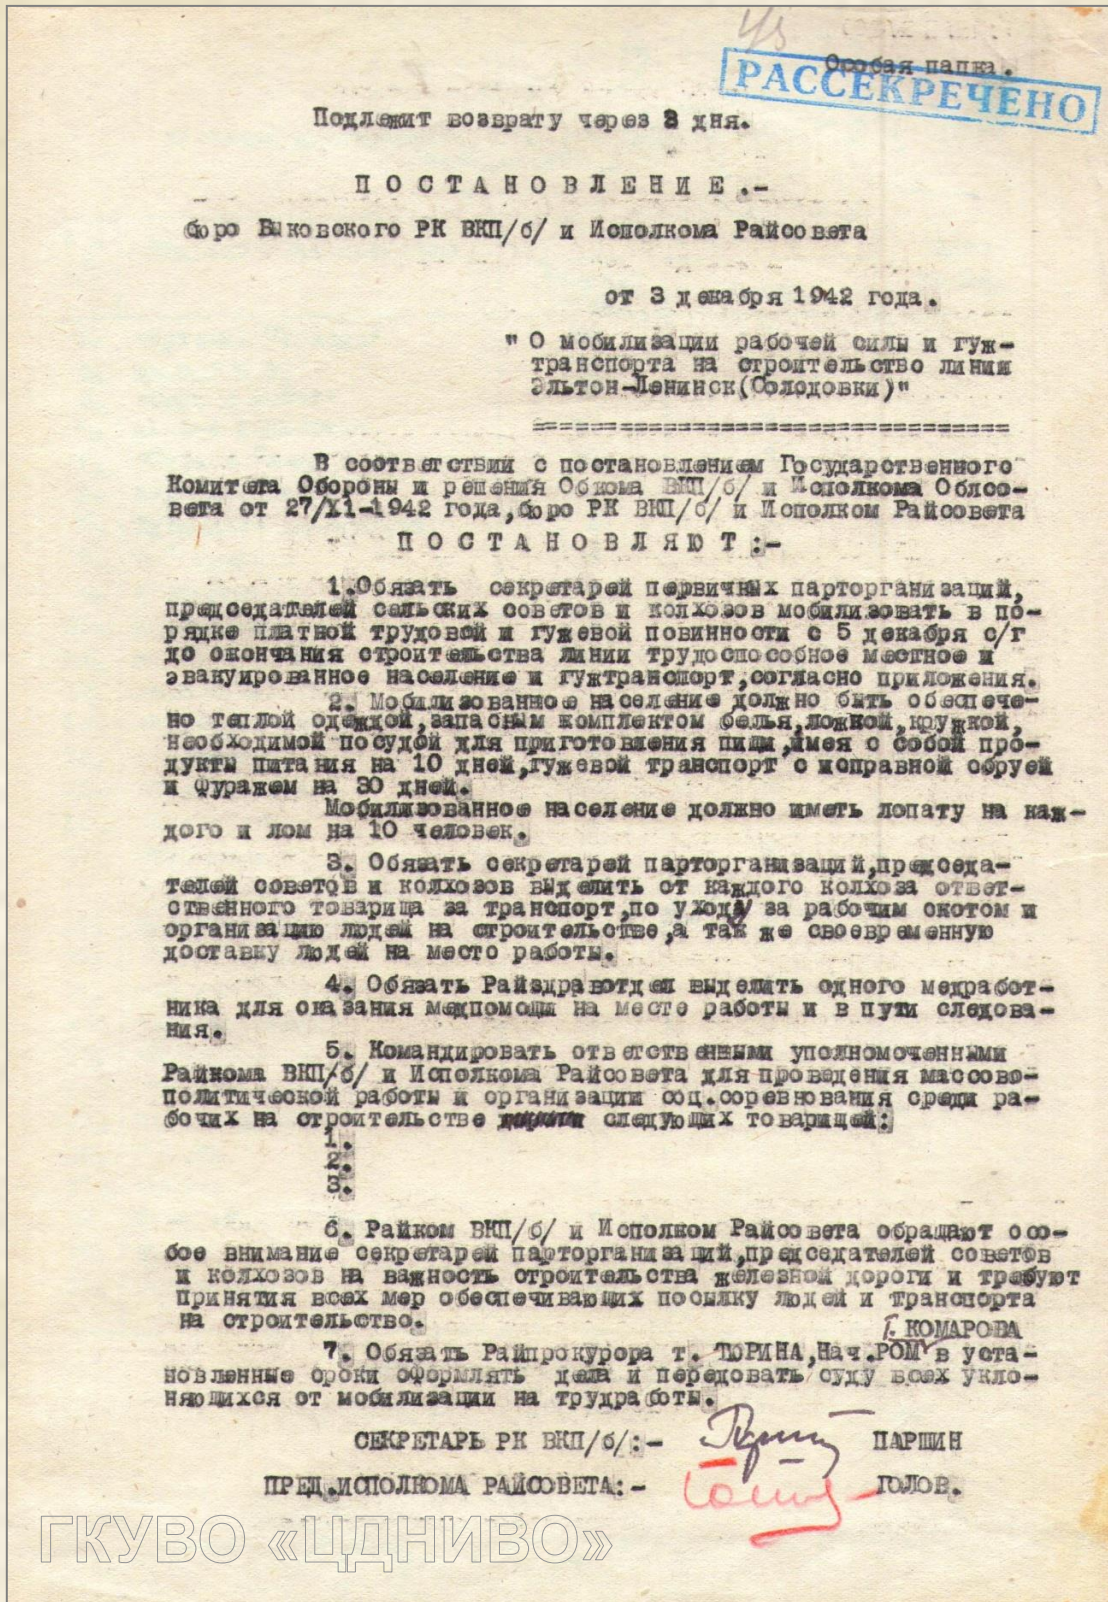 Особая папка.
РАССЕКРЕЧЕНО
Подлежит возврату через 3 дня.
ПОСТАНОВЛЕНИЕ.-
бюро Быковского РК ВКП/б/ и Исполкома Райсовета
от 3 декабря 1942 года.
"О мобилизации рабочей силы и гуж-
транспорта на строительство линии
Эльтон-Ленинск(Солодовки)"
=================================
В соответствии с постановлением Государственного
Комитета Обороны и решения Обкома ВКП/б/ и Исполкома Облсо-
вета от 27/XI-1942 года,бюро РК ВКП/б/ и Исполком Райсовета
ПОСТАНОВЛЯЮТ:-
1.Обязать секретарей первичных парторганизаций,
председателей сельских советов и колхозов мобилизовать в по-
рядке платной трудовой и гужевой повинности с 5 декабря с/г
до окончания строительства линии трудоспособное местное и
эвакуированное население и гужтранспорт,согласно приложения.
2. Мобилизованное население должно быть обеспече-
но теплой одеждой,запасным комплектом белья,ложкой,кружкой,
необходимой посудой для приготовления пищи,имея с собой про-
дукты питания на 10 дней,гужевой транспорт с исправной сбруей
и фуражем на 30 дней.
Мобилизованное население должно иметь лопату на каж-
дого и лом на 10 человек.
3. Обязать секретарей парторганизаций,председа-
телей советов и колхозов выделить от каждого колхоза ответ-
ственного товарища за транспорт,по уходу за рабочим скотом и
организацию людей на строительстве,а так же своевременную
доставку людей на место работы.
4. Обязать Райздравотдел выделить одного медработ-
ника для оказания медпомощи на месте работы и в пути следова-
ния.
5. Командировать ответственными уполномоченными
Райкома ВКП/б/ и Исполкома Райсовета для проведения массово-
политической работы и организации соц.соревнования среди ра-
бочих на строительстве следующих товарищей:
1.
2.
3.
6. Райком ВКП/б/ и Исполком Райсовета обращают осо-
бое внимание секретарей парторганизаций,председателей советов
и колхозов на важность строительства железной дороги и требуют
принятия всех мер обеспечивающих посылку людей и транспорта
на строительство.
т. КОМАРОВА
7. Обязать Райпрокурора т. ТЮРИНА,Нач.РОМ в уста-
новленные сроки оформлять дела и передовать суду всех укло-
няющихся от мобилизации на трудработы.
СЕКРЕТАРЬ РК ВКП/б/:- ПАРШИН
ПРЕД.ИСПОЛКОМА РАЙСОВЕТА:- ГОЛОВ.
ГКУВО «ЦДНИВО»